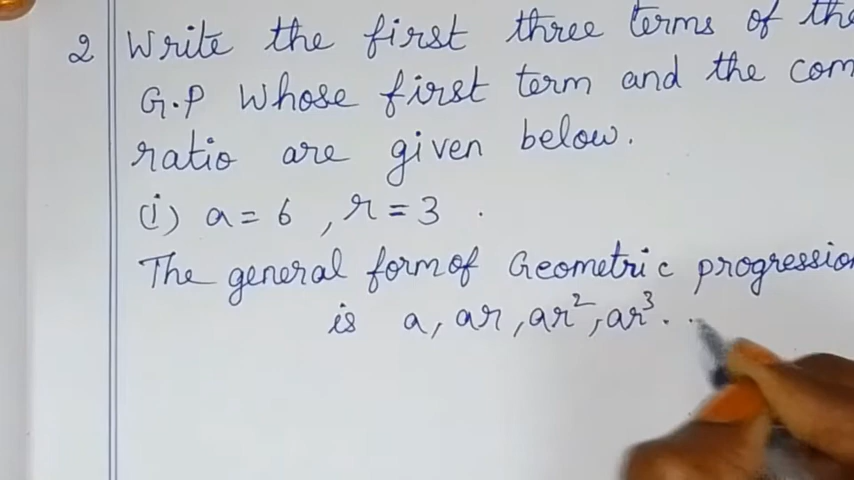 2 Write the first three terms of the
G.P Whose first term and the com
ratio are given below.
(i) a = 6 , r = 3 .
The general form of Geometric progression
is a, ar, ar², ar³. .